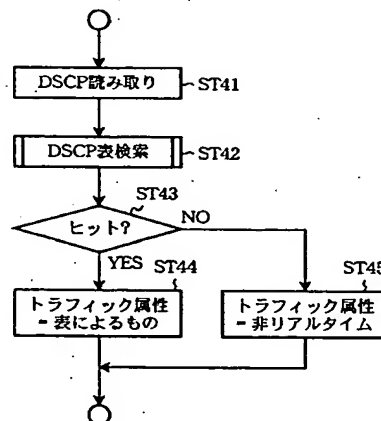 DSCP読み取り
ST41
DSCP表検索
ST42
ST43
ヒット?
NO
YES
ST44
ST45
トラフィック属性
= 表によるもの
トラフィック属性
= 非リアルタイム